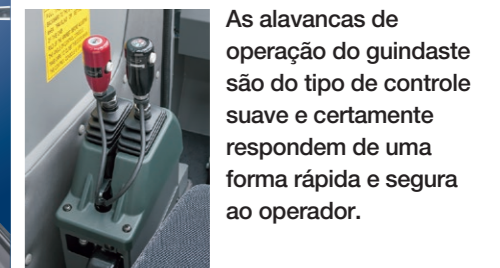 As alavancas de
operação do guindaste
são do tipo de controle
suave e certamente
respondem de uma
forma rápida e segura
ao operador.